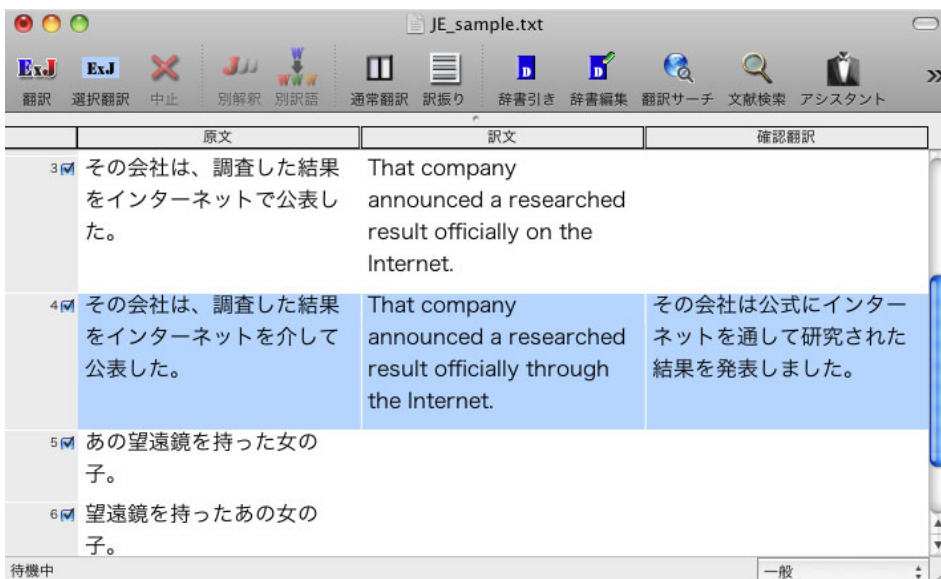 JE_sample.txt
ExJ ExJ J W WWW D D
翻訳 選択翻訳 中止 別解釈 別訳語 通常翻訳 訳振り 辞書引き 辞書編集 翻訳サーチ 文献検索 アシスタント
原文 訳文 確認翻訳
3 その会社は、調査した結果
をインターネットで公表し
た。
That company
announced a researched
result officially on the
Internet.
4 その会社は、調査した結果
をインターネットを介して
公表した。
That company
announced a researched
result officially through
the Internet.
その会社は公式にインター
ネットを通して研究された
結果を発表しました。
5 あの望遠鏡を持った女の
子。
6 望遠鏡を持ったあの女の
子。
待機中 一般